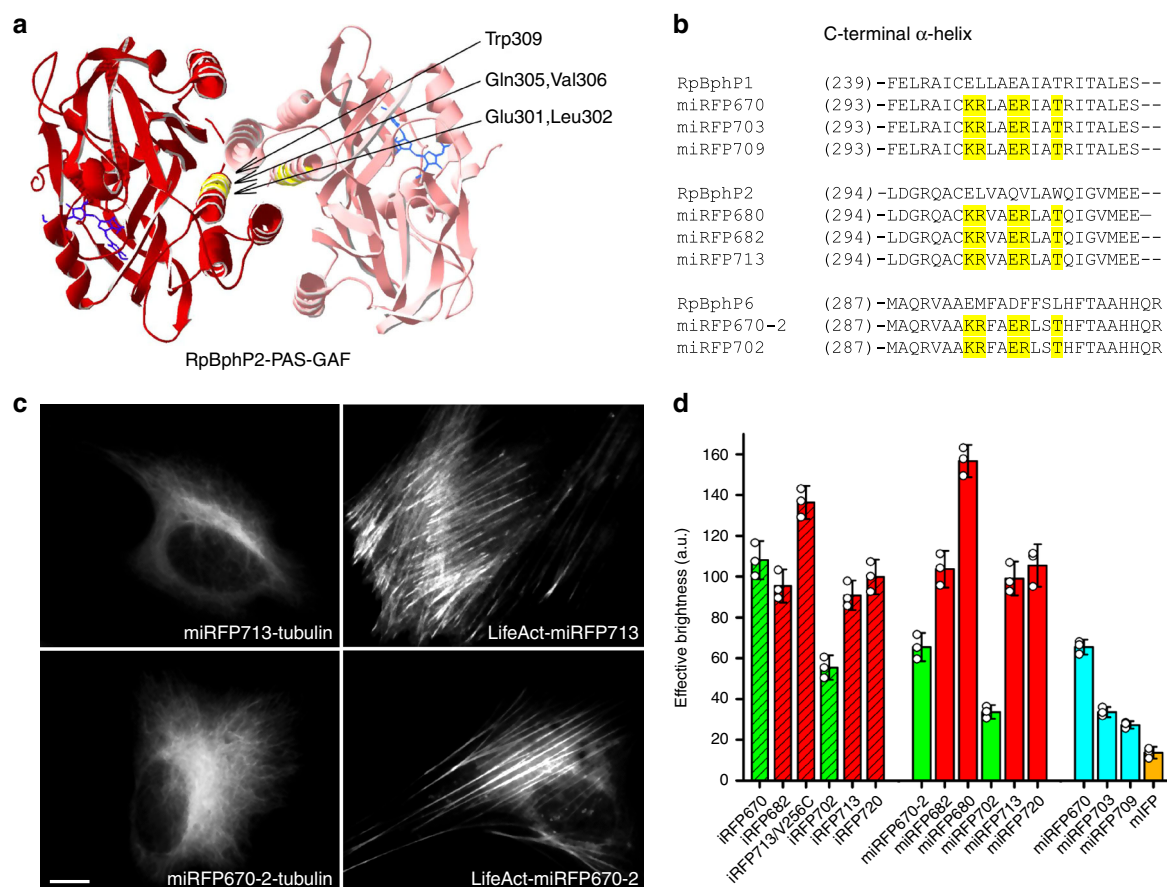 a
Trp309
Gln305,Val306
Glu301,Leu302
RpBphP2-PAS-GAF
b
C-terminal α-helix
RpBphP1 (239) -FELRAICELLAEAIATRITALES--
miRFP670 (293) -FELRAICKRLAERIATRITALES--
miRFP703 (293) -FELRAICKRLAERIATRITALES--
miRFP709 (293) -FELRAICKRLAERIATRITALES--
RpBphP2 (294) -LDGRQACELVAQVLAWQIGVMEE--
miRFP680 (294) -LDGRQACKRVAERLATQIGVMEE–
miRFP682 (294) -LDGRQACKRVAERLATQIGVMEE--
miRFP713 (294) -LDGRQACKRVAERLATQIGVMEE--
RpBphP6 (287) -MAQRVAAEMFADFFSLHFTAAHHQR
miRFP670-2 (287) -MAQRVAAKRFAERLSTHFTAAHHQR
miRFP702 (287) -MAQRVAAKRFAERLSTHFTAAHHQR
c
miRFP713-tubulin
LifeAct-miRFP713
miRFP670-2-tubulin
LifeAct-miRFP670-2
d
Effective brightness (a.u.)
160
140
120
100
80
60
40
20
0
iRFP670
iRFP682
iRFP713/V256C
iRFP702
iRFP713
iRFP720
miRFP670-2
miRFP682
miRFP680
miRFP702
miRFP713
miRFP720
miRFP670
miRFP703
miRFP709
mIFP